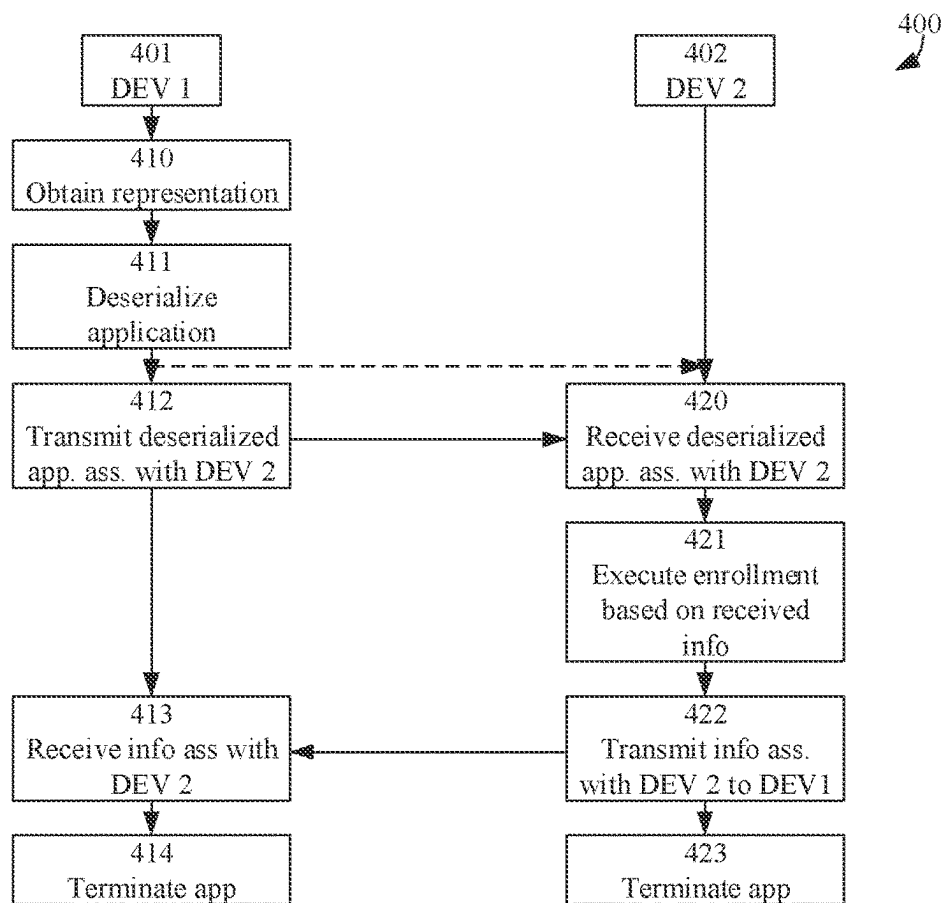 400
401
DEV 1
402
DEV 2
410
Obtain representation
411
Deserialize
application
412
Transmit deserialized
app. ass. with DEV 2
420
Receive deserialized
app. ass. with DEV 2
421
Execute enrollment
based on received
info
413
Receive info ass with
DEV 2
422
Transmit info ass.
with DEV 2 to DEV1
414
Terminate app
423
Terminate app